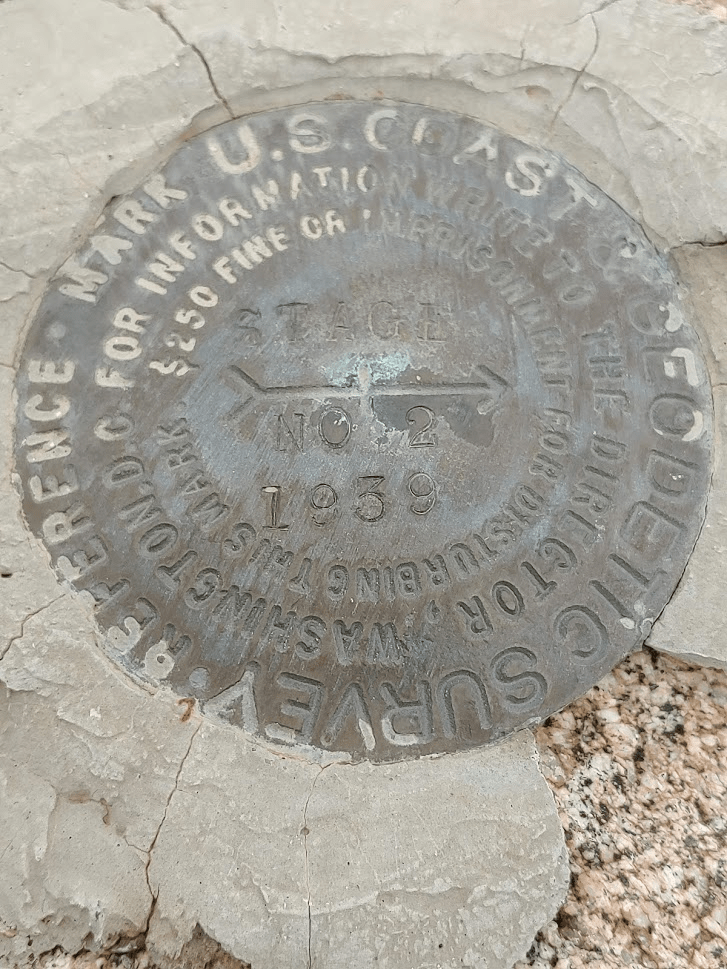 U.S. COAST & GEODETIC SURVEY
REFERENCE MARK
FOR INFORMATION WRITE TO THE DIRECTOR, WASHINGTON, D.C.
$250 FINE OR IMPRISONMENT FOR DISTURBING THIS MARK
STAGE
NO 2
1939